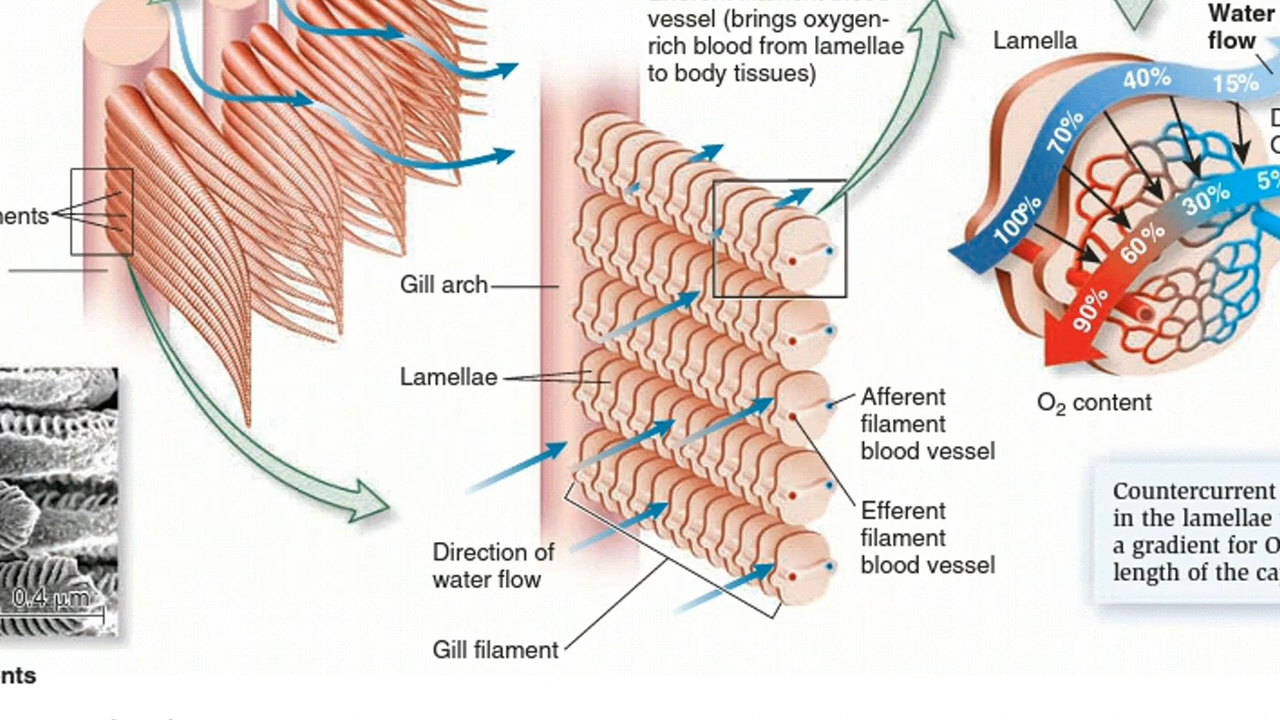 vessel (brings oxygen-
rich blood from lamellae
to body tissues)
Lamella
Water
flow
40%
15%
70%
100%
30%
5%
60%
90%
O2 content
Gill arch
Lamellae
Afferent
filament
blood vessel
Efferent
filament
blood vessel
Direction of
water flow
Gill filament
0.4 μm
Countercurrent
in the lamellae
a gradient for O
length of the ca